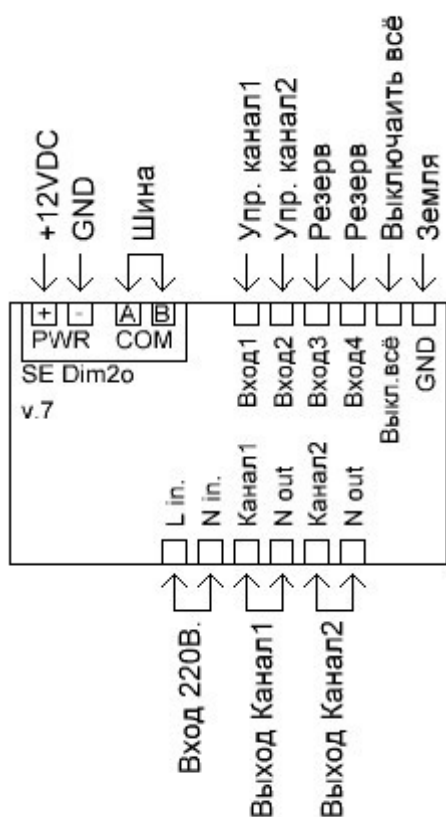 +12VDC
GND
Шина
Упр. канал1
Упр. канал2
Резерв
Резерв
Выключаить всё
Земля
+ - A B
PWR COM
SE Dim2o
v.7
Вход1
Вход2
Вход3
Вход4
Выкл.всё
GND
L in.
N in.
Канал1
N out
Канал2
N out
Вход 220В.
Выход Канал1
Выход Канал2